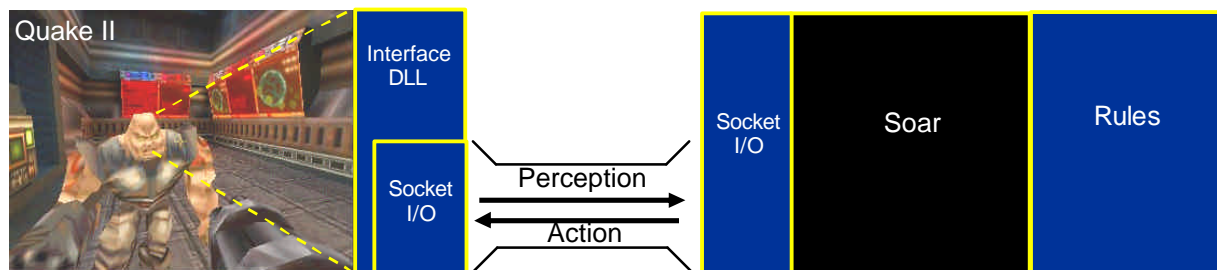 Quake II
Interface
DLL
Socket
I/O
Perception
Action
Socket
I/O
Soar
Rules